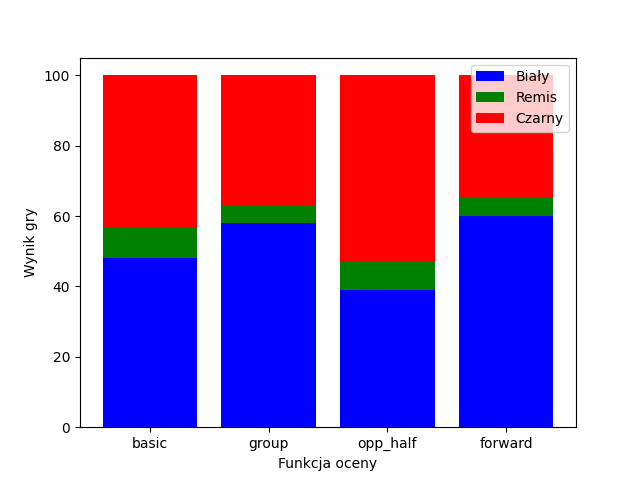 100
80
60
40
20
0
Wynik gry
Biały
Remis
Czarny
basic group opp_half forward
Funkcja oceny